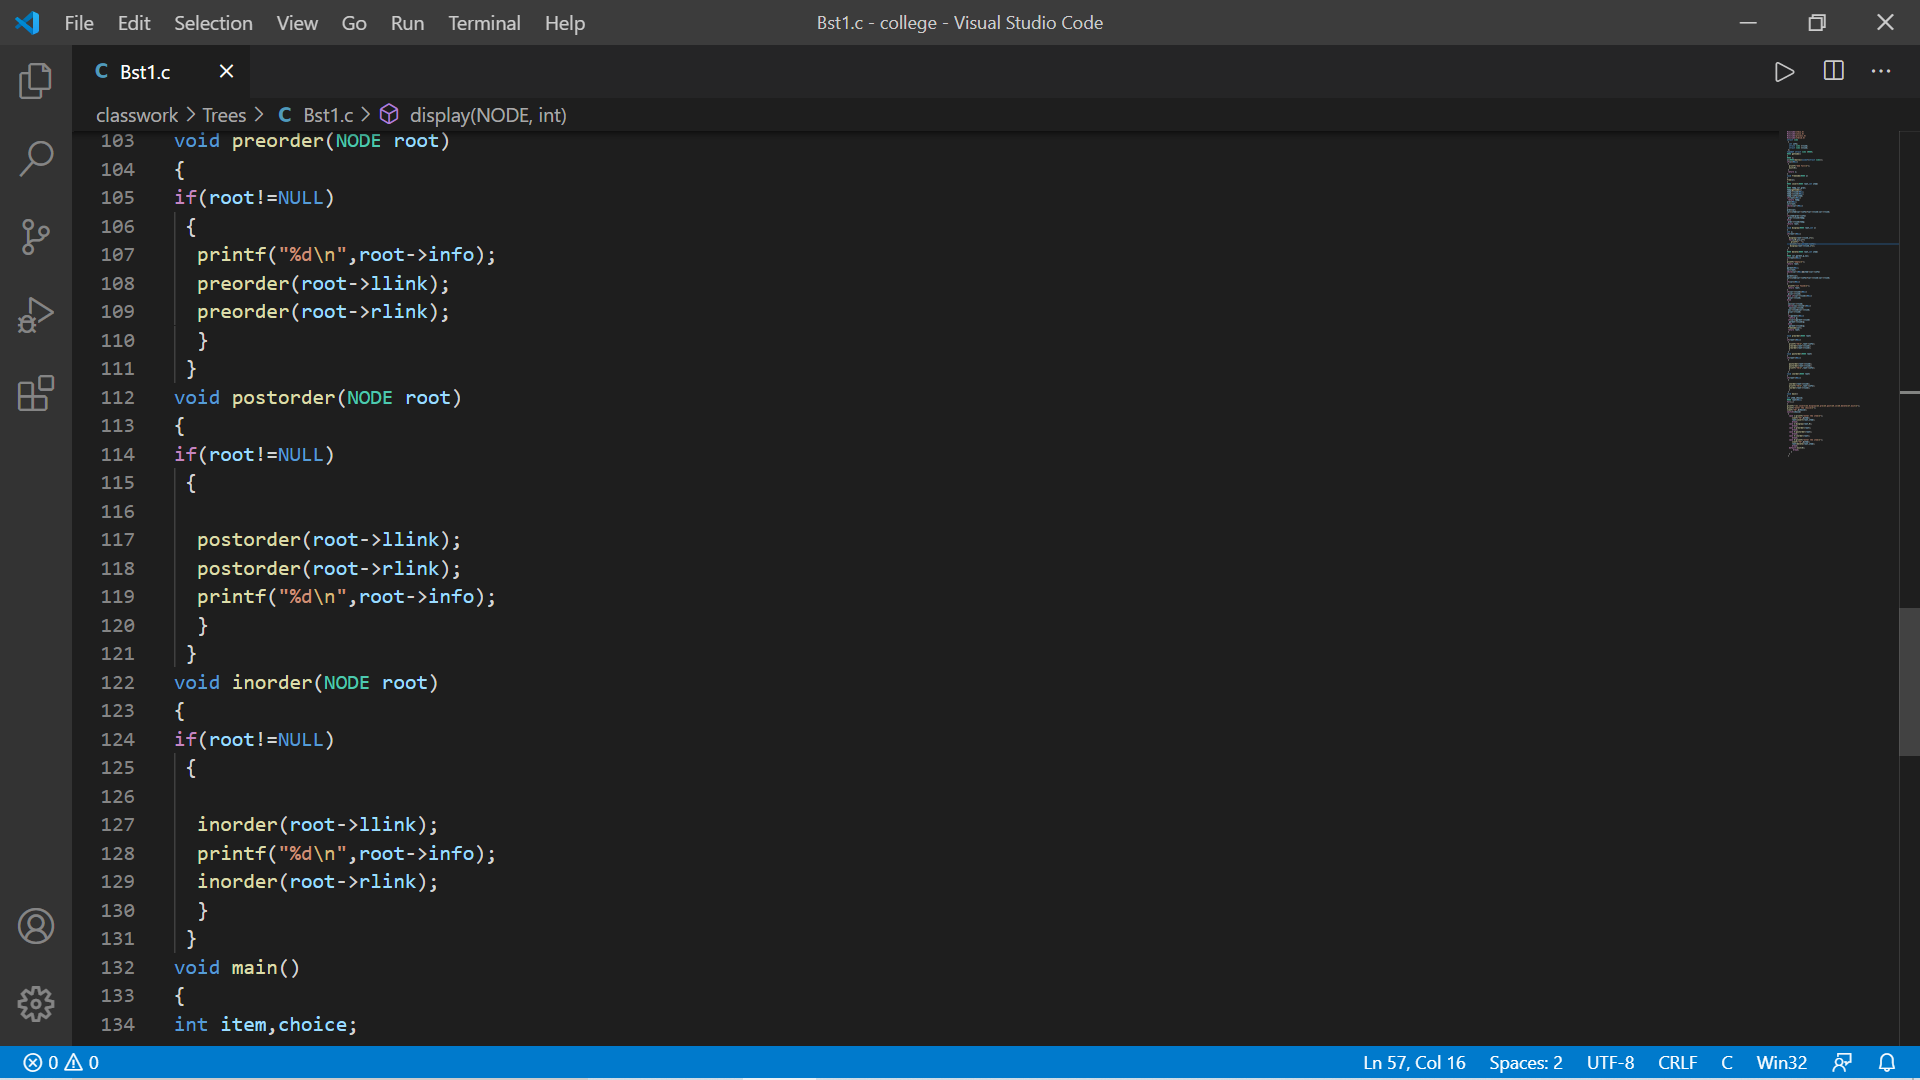 File Edit Selection View Go Run Terminal Help Bst1.c - college - Visual Studio Code
C Bst1.c
classwork > Trees > C Bst1.c > display(NODE, int)
103 void preorder(NODE root)
104 {
105 if(root!=NULL)
106 {
107 printf("%d\n",root->info);
108 preorder(root->llink);
109 preorder(root->rlink);
110 }
111 }
112 void postorder(NODE root)
113 {
114 if(root!=NULL)
115 {
116
117 postorder(root->llink);
118 postorder(root->rlink);
119 printf("%d\n",root->info);
120 }
121 }
122 void inorder(NODE root)
123 {
124 if(root!=NULL)
125 {
126
127 inorder(root->llink);
128 printf("%d\n",root->info);
129 inorder(root->rlink);
130 }
131 }
132 void main()
133 {
134 int item,choice;
0 0 Ln 57, Col 16 Spaces: 2 UTF-8 CRLF C Win32